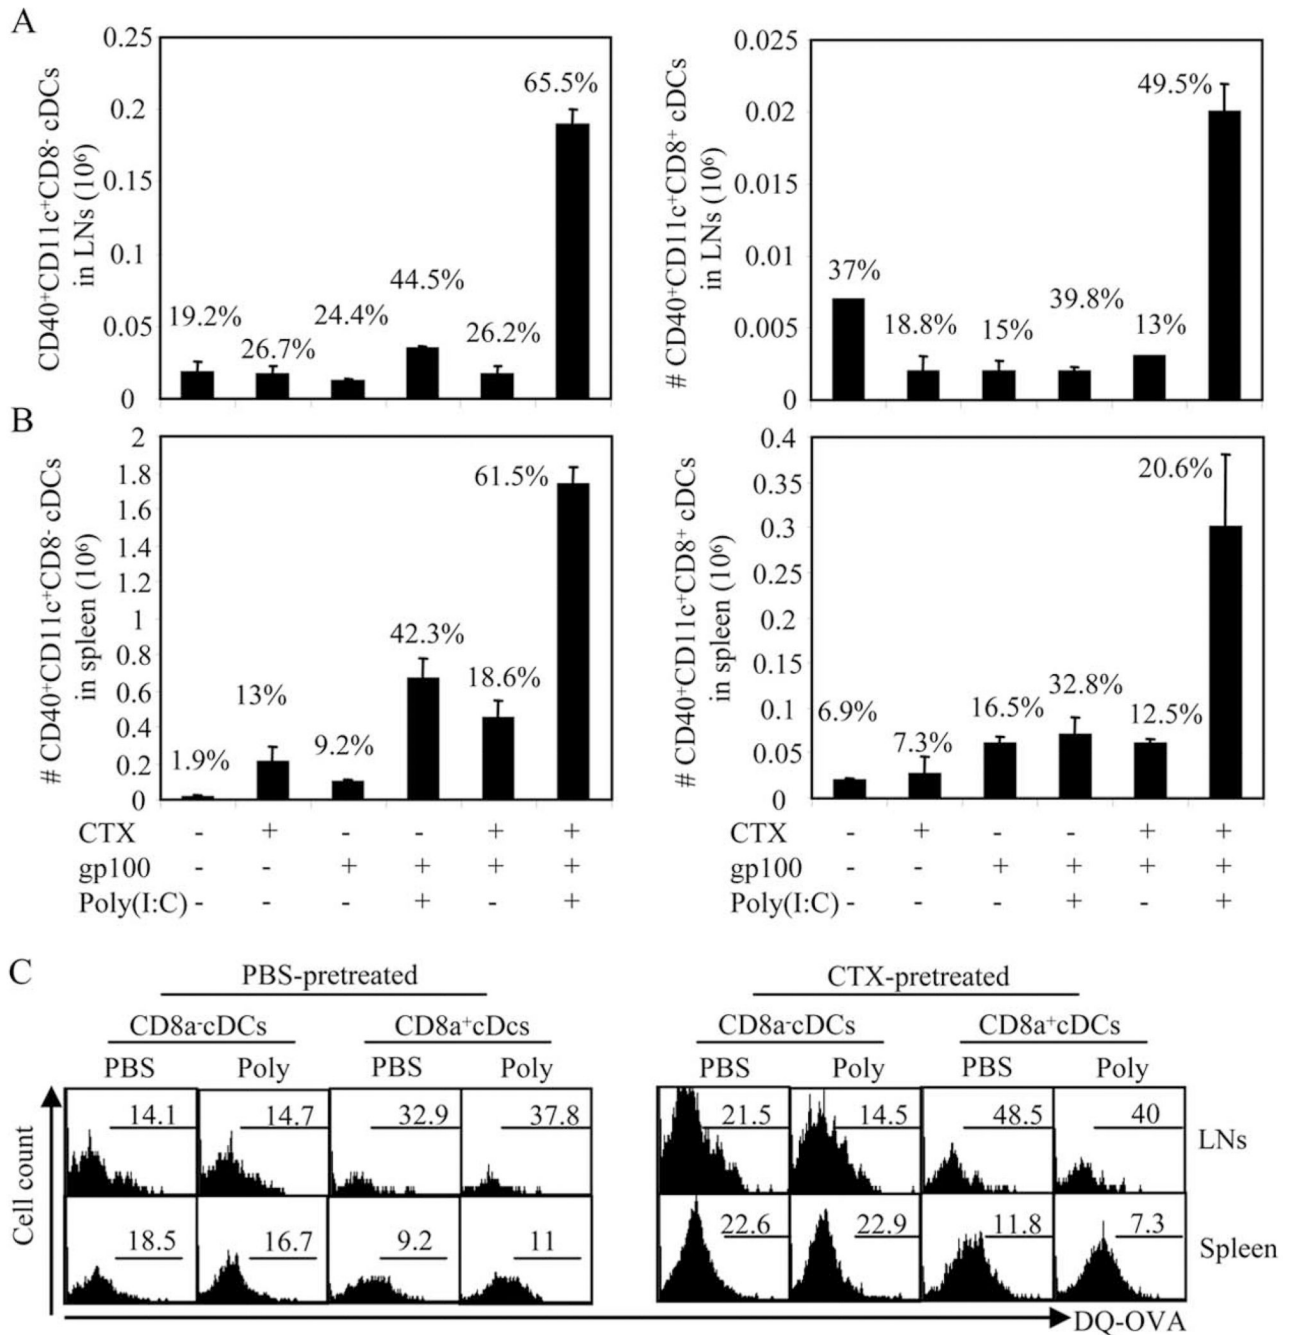 A
CD40⁺CD11c⁺CD8⁻ cDCs
in LNs (10⁶)
0.25
0.2
0.15
0.1
0.05
0
19.2%
26.7%
24.4%
44.5%
26.2%
65.5%
# CD40⁺CD11c⁺CD8⁺ cDCs
in LNs (10⁶)
0.025
0.02
0.015
0.01
0.005
0
37%
18.8%
15%
39.8%
13%
49.5%
B
# CD40⁺CD11c⁺CD8⁻ cDCs
in spleen (10⁶)
2
1.8
1.6
1.4
1.2
1
0.8
0.6
0.4
0.2
0
1.9%
13%
9.2%
42.3%
18.6%
61.5%
CTX - + - - + +
gp100 - - + + + +
Poly(I:C) - - - + - +
# CD40⁺CD11c⁺CD8⁺ cDCs
in spleen (10⁶)
0.4
0.35
0.3
0.25
0.2
0.15
0.1
0.05
0
6.9%
7.3%
16.5%
32.8%
12.5%
20.6%
CTX - + - - + +
gp100 - - + + + +
Poly(I:C) - - - + - +
C
PBS-pretreated
CTX-pretreated
CD8a⁻cDCs
CD8a⁺cDcs
CD8a⁻cDCs
CD8a⁺cDCs
PBS Poly PBS Poly
PBS Poly PBS Poly
Cell count
14.1 14.7 32.9 37.8
21.5 14.5 48.5 40
LNs
18.5 16.7 9.2 11
22.6 22.9 11.8 7.3
Spleen
DQ-OVA